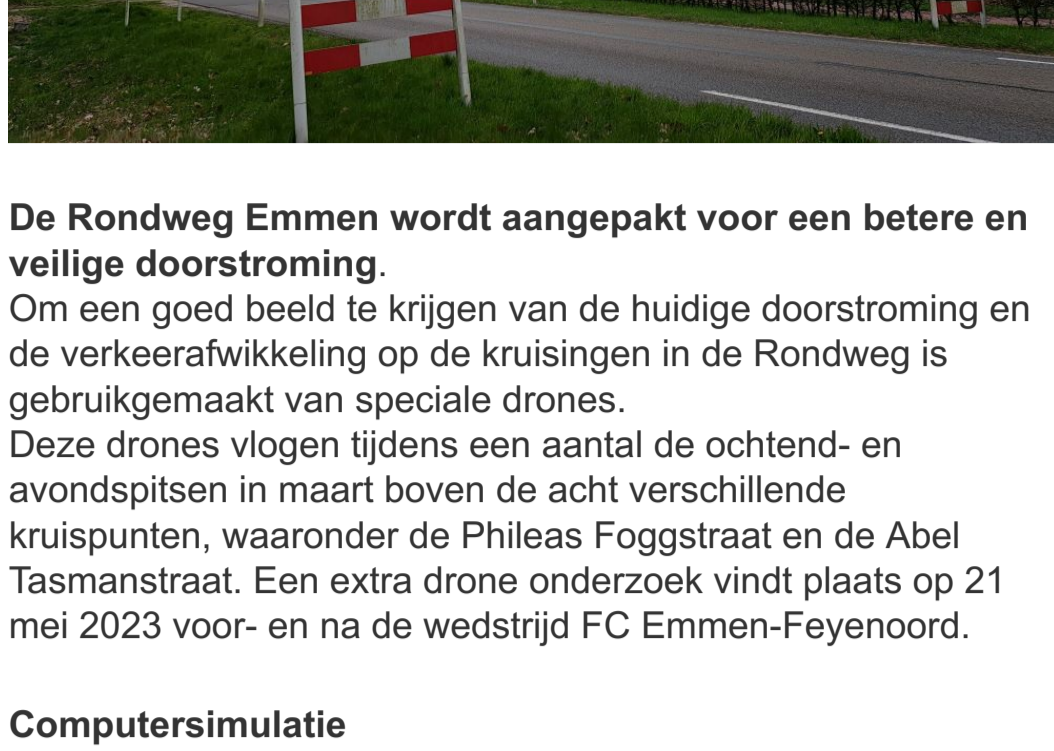 De Rondweg Emmen wordt aangepakt voor een betere en
veilige doorstroming.
Om een goed beeld te krijgen van de huidige doorstroming en
de verkeerafwikkeling op de kruisingen in de Rondweg is
gebruikgemaakt van speciale drones.
Deze drones vlogen tijdens een aantal de ochtend- en
avondspitsen in maart boven de acht verschillende
kruispunten, waaronder de Phileas Foggstraat en de Abel
Tasmanstraat. Een extra drone onderzoek vindt plaats op 21
mei 2023 voor- en na de wedstrijd FC Emmen-Feyenoord.
Computersimulatie